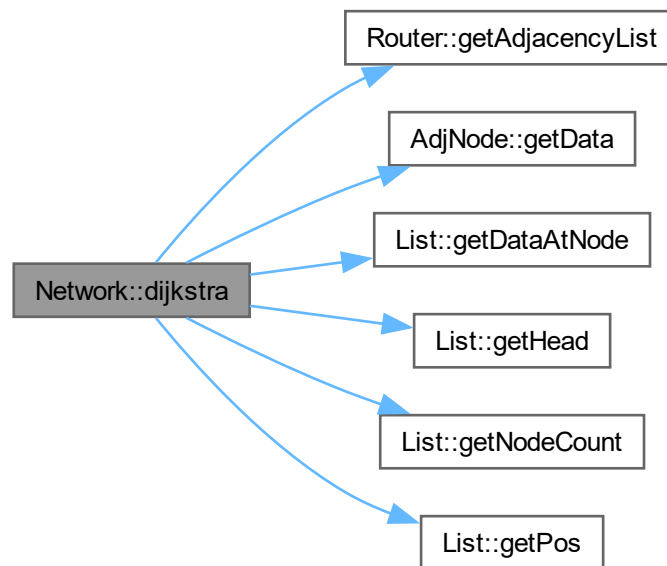 Router::getAdjacencyList
AdjNode::getData
List::getDataAtNode
Network::dijkstra
List::getHead
List::getNodeCount
List::getPos